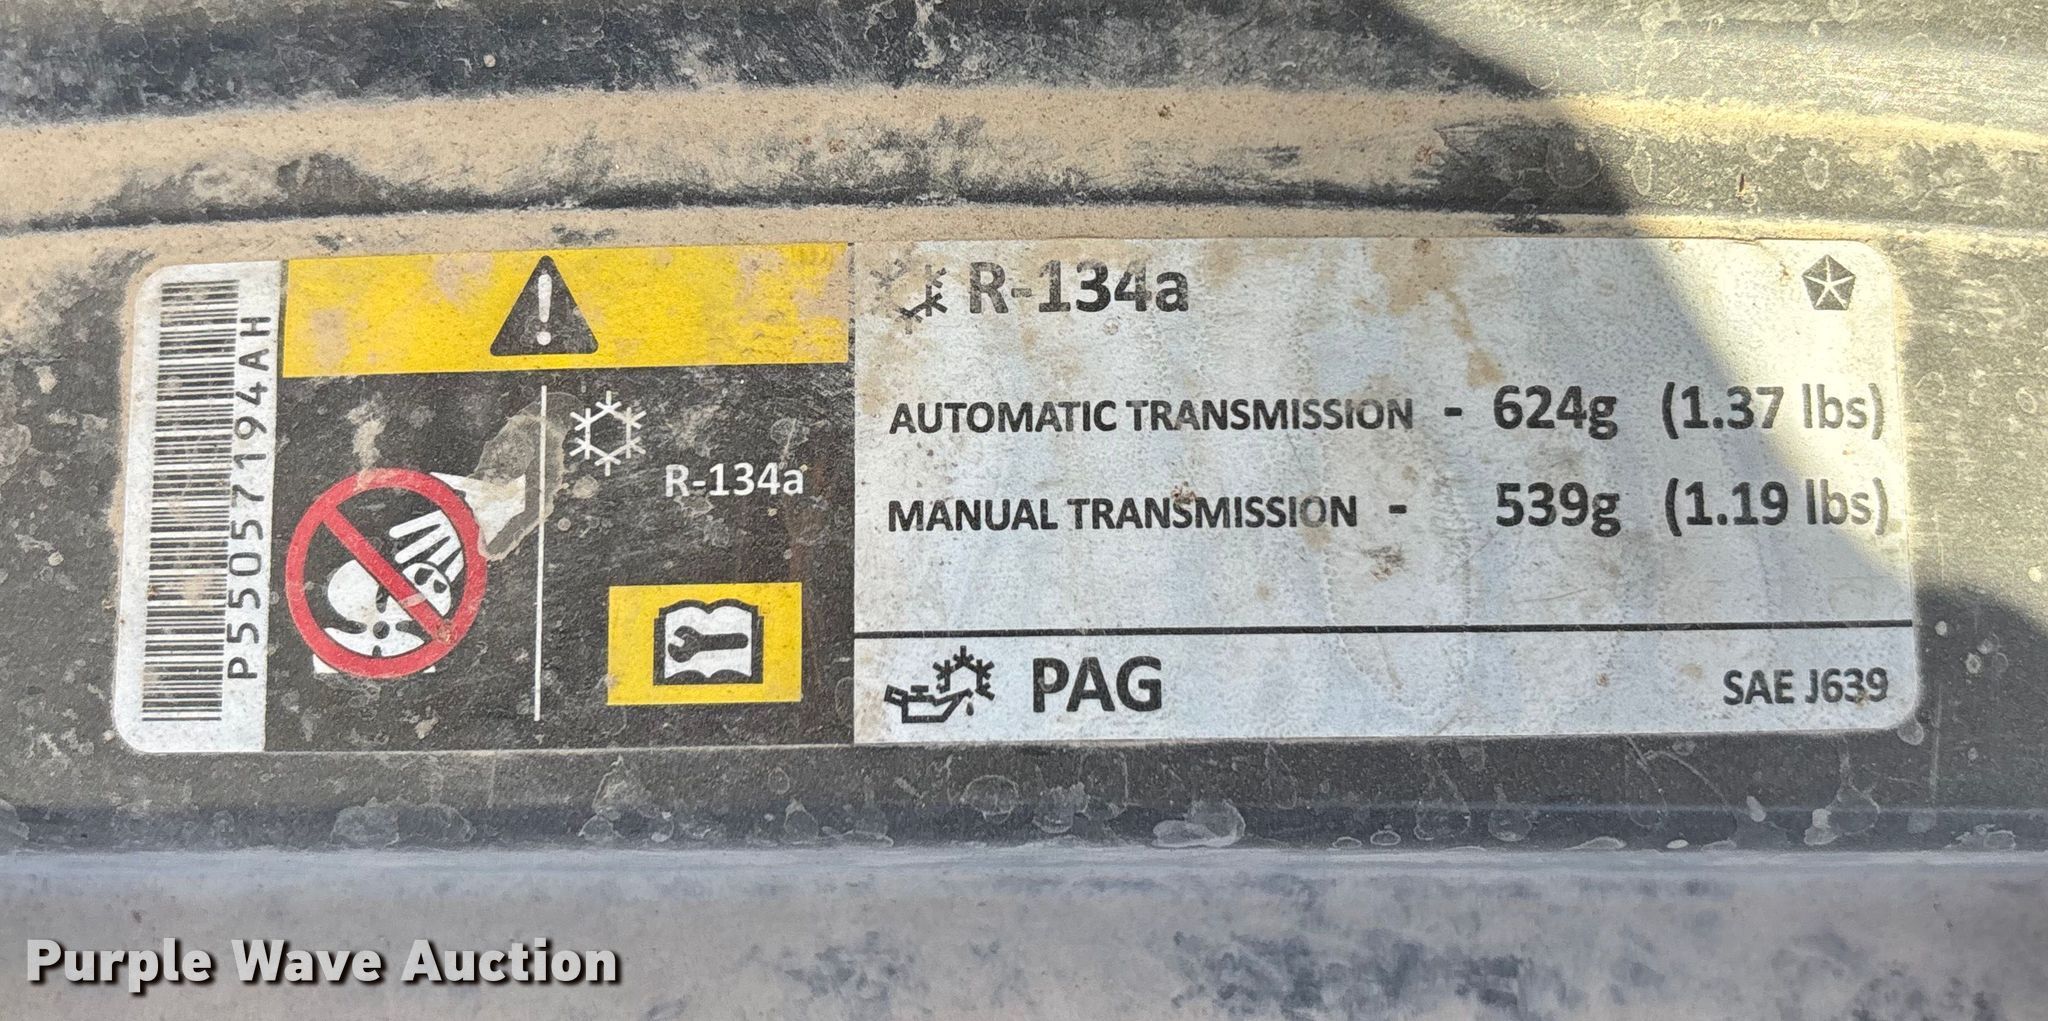 P55057194AH
R-134a
R-134a
AUTOMATIC TRANSMISSION - 624g (1.37 lbs)
MANUAL TRANSMISSION - 539g (1.19 lbs)
PAG
SAE J639
Purple Wave Auction